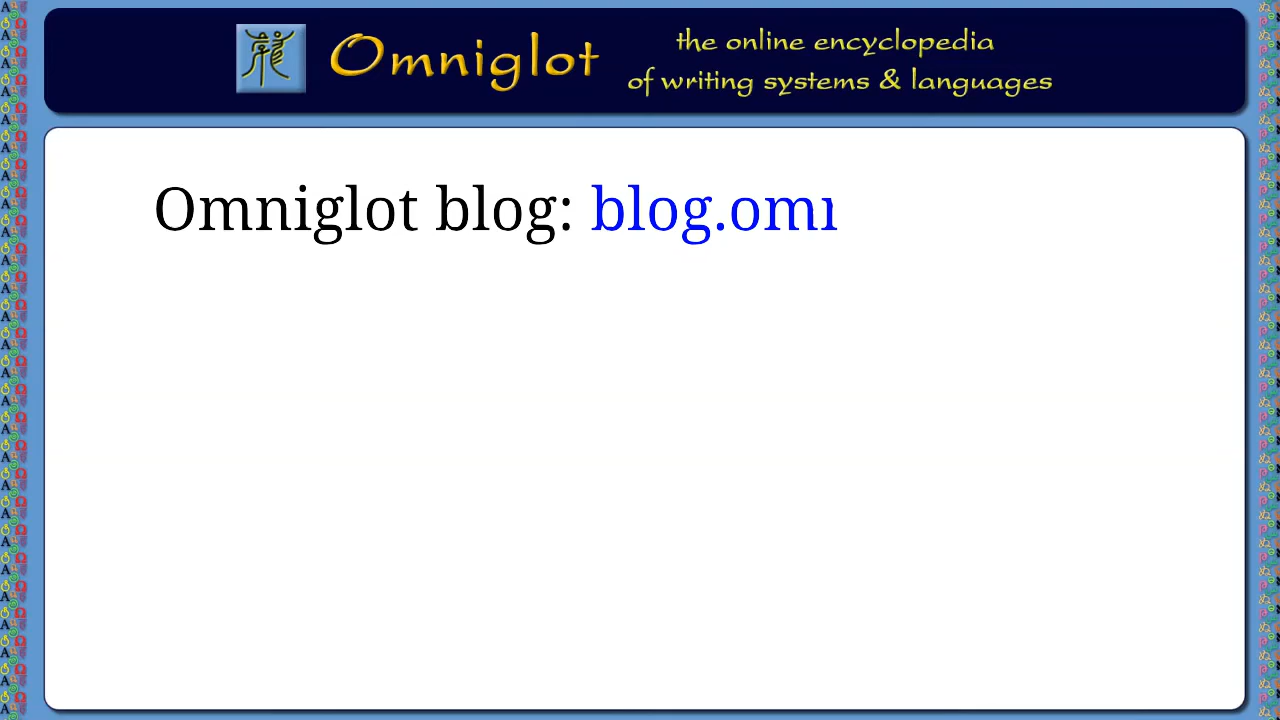 Omniglot
the online encyclopedia
of writing systems & languages
Omniglot blog: blog.om